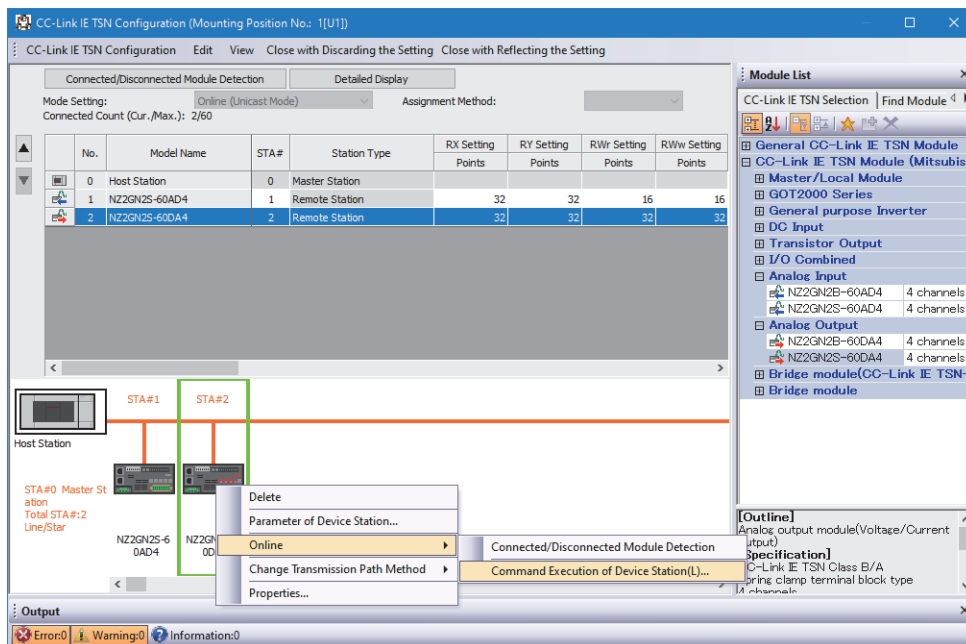 CC-Link IE TSN Configuration (Mounting Position No.: 1[U1])
CC-Link IE TSN Configuration Edit View Close with Discarding the Setting Close with Reflecting the Setting
Connected/Disconnected Module Detection Detailed Display
Mode Setting: Online (Unicast Mode) Assignment Method:
Connected Count (Cur./Max.): 2/60
No. Model Name STA# Station Type RX Setting RY Setting RWr Setting RWw Setting
Points Points Points Points
0 Host Station 0 Master Station
1 NZ2GN2S-60AD4 1 Remote Station 32 32 16 16
2 NZ2GN2S-60DA4 2 Remote Station 32 32 32 32
STA#1 STA#2
Host Station
STA#0 Master St
ation
Total STA#:2
Line/Star
NZ2GN2S-6
0AD4
NZ2GN
0D
Delete
Parameter of Device Station...
Online
Change Transmission Path Method
Properties...
Connected/Disconnected Module Detection
Command Execution of Device Station(L)...
Module List
CC-Link IE TSN Selection Find Module
General CC-Link IE TSN Module
CC-Link IE TSN Module (Mitsubis
Master/Local Module
GOT2000 Series
General purpose Inverter
DC Input
Transistor Output
I/O Combined
Analog Input
NZ2GN2B-60AD4 4 channels
NZ2GN2S-60AD4 4 channels
Analog Output
NZ2GN2B-60DA4 4 channels
NZ2GN2S-60DA4 4 channels
Bridge module(CC-Link IE TSN-
Bridge module
[Outline]
Analog output module(Voltage/Current
utput)
Specification]
C-Link IE TSN Class B/A
pring clamp terminal block type
4 channels
Output
Error:0 Warning:0 Information:0